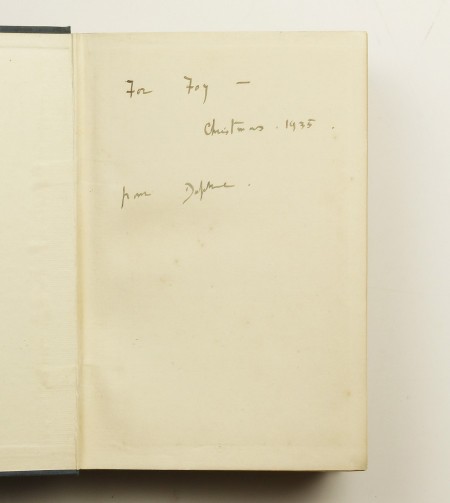 For Foy —
Christmas . 1935 .
from Daphne .